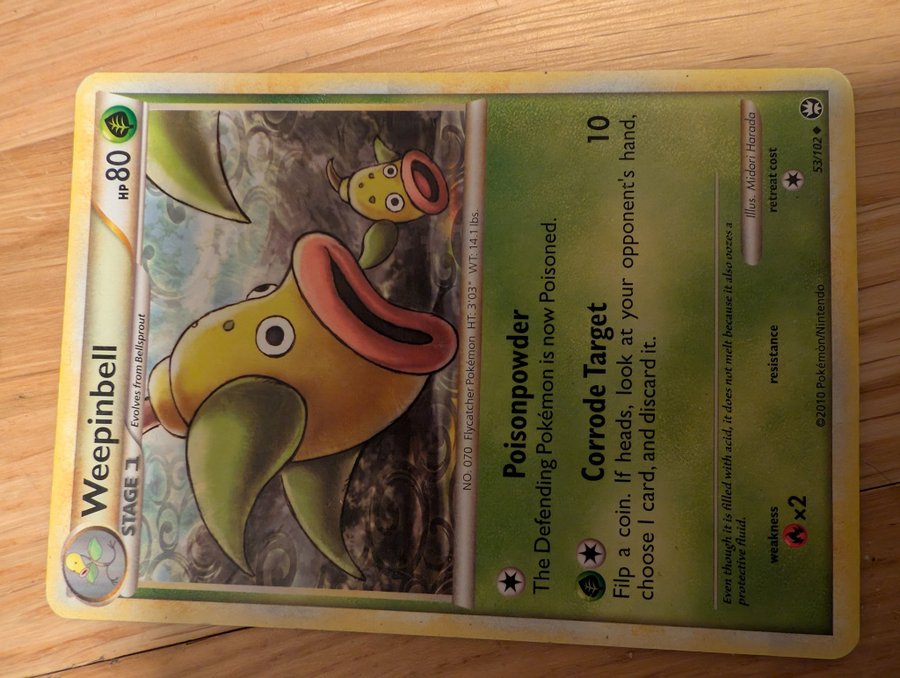 Weepinbell HP 80
STAGE 1
Evolves from Bellsprout
NO. 070 Flycatcher Pokémon HT: 3'03" WT: 14.1 lbs.
Poisonpowder
The Defending Pokémon is now Poisoned.
Corrode Target 10
Filp a coin. If heads, look at your opponent's hand,
choose 1 card, and discard it.
Even though it is filled with acid, it does not melt because it also oozes a
protective fluid.
Illus. Midori Harada
weakness resistance retreat cost
x2
©2010 Pokémon/Nintendo 53/102 ◆